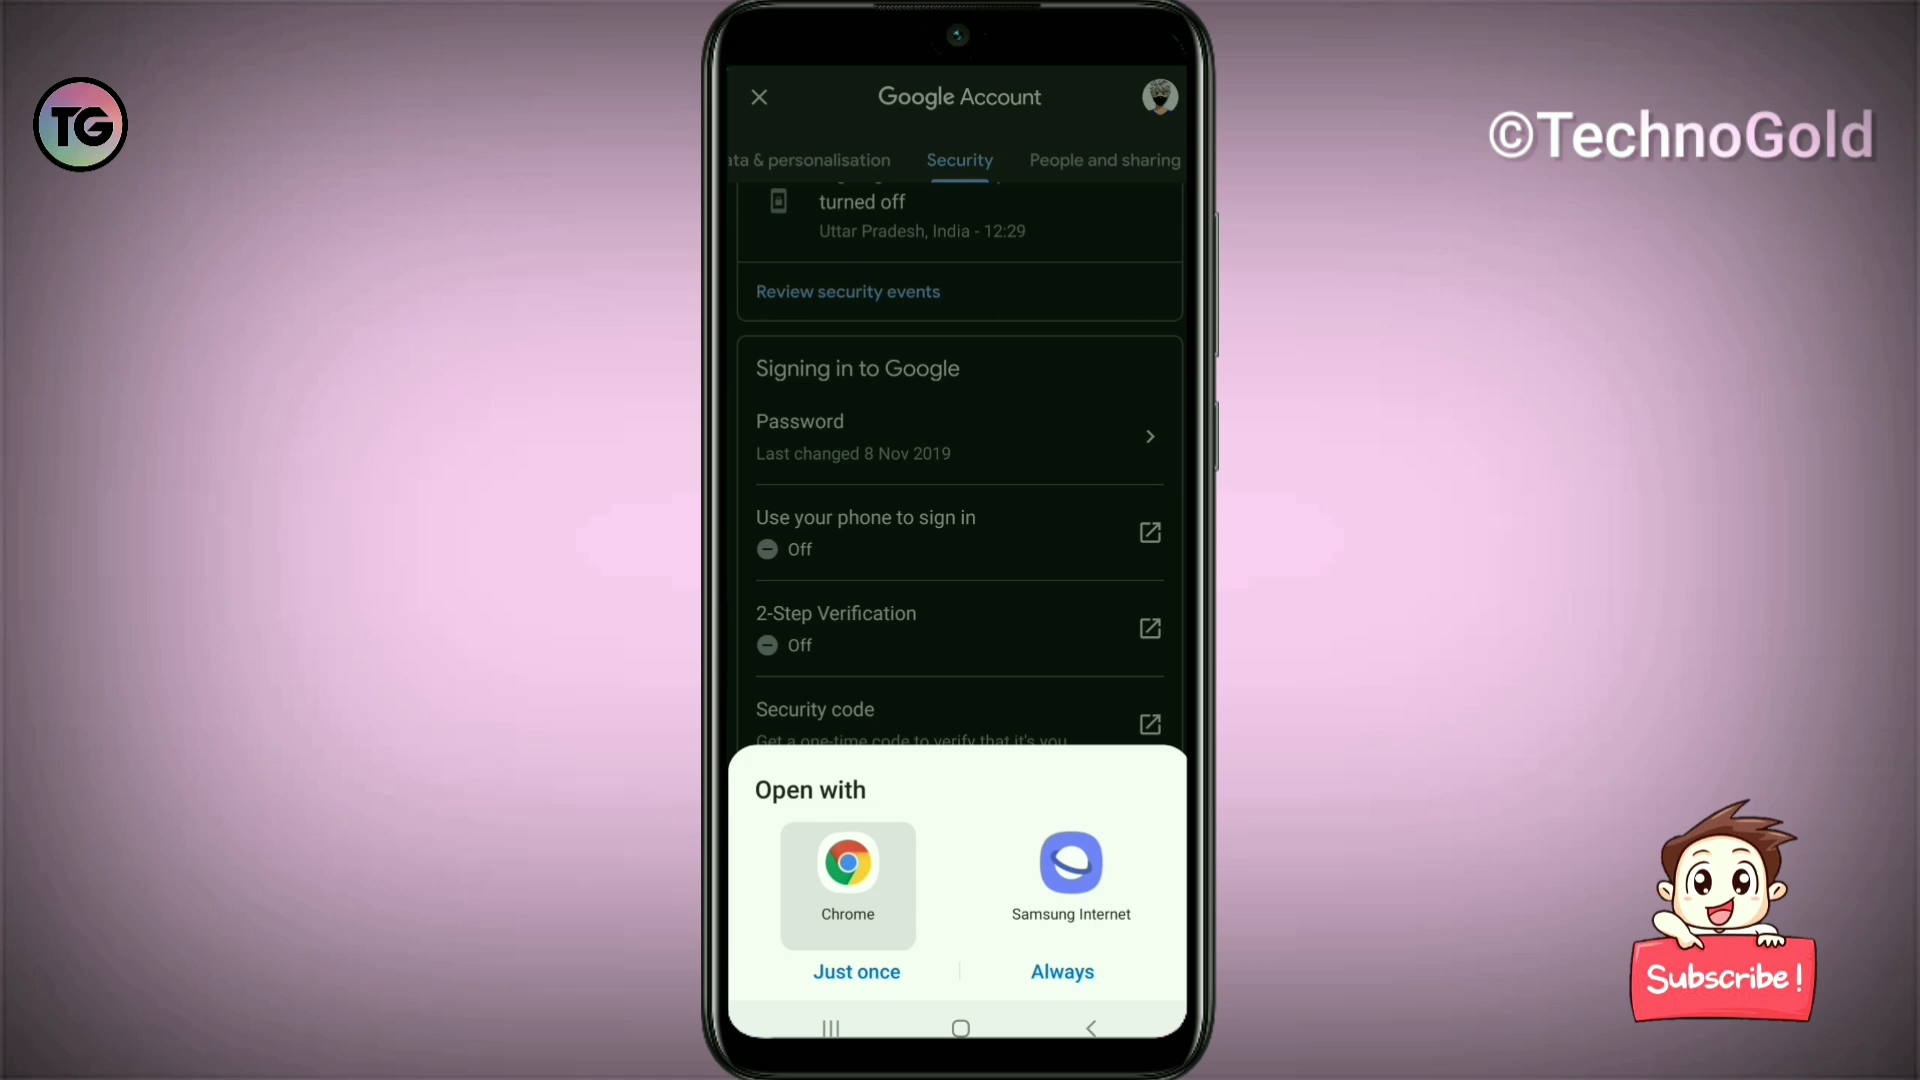 TG
©TechnoGold
Google Account
ata & personalisation Security People and sharing
turned off
Uttar Pradesh, India - 12:29
Review security events
Signing in to Google
Password
Last changed 8 Nov 2019
Use your phone to sign in
Off
2-Step Verification
Off
Security code
Get a one-time code to verify that it's you
Open with
Chrome Samsung Internet
Just once Always
Subscribe!